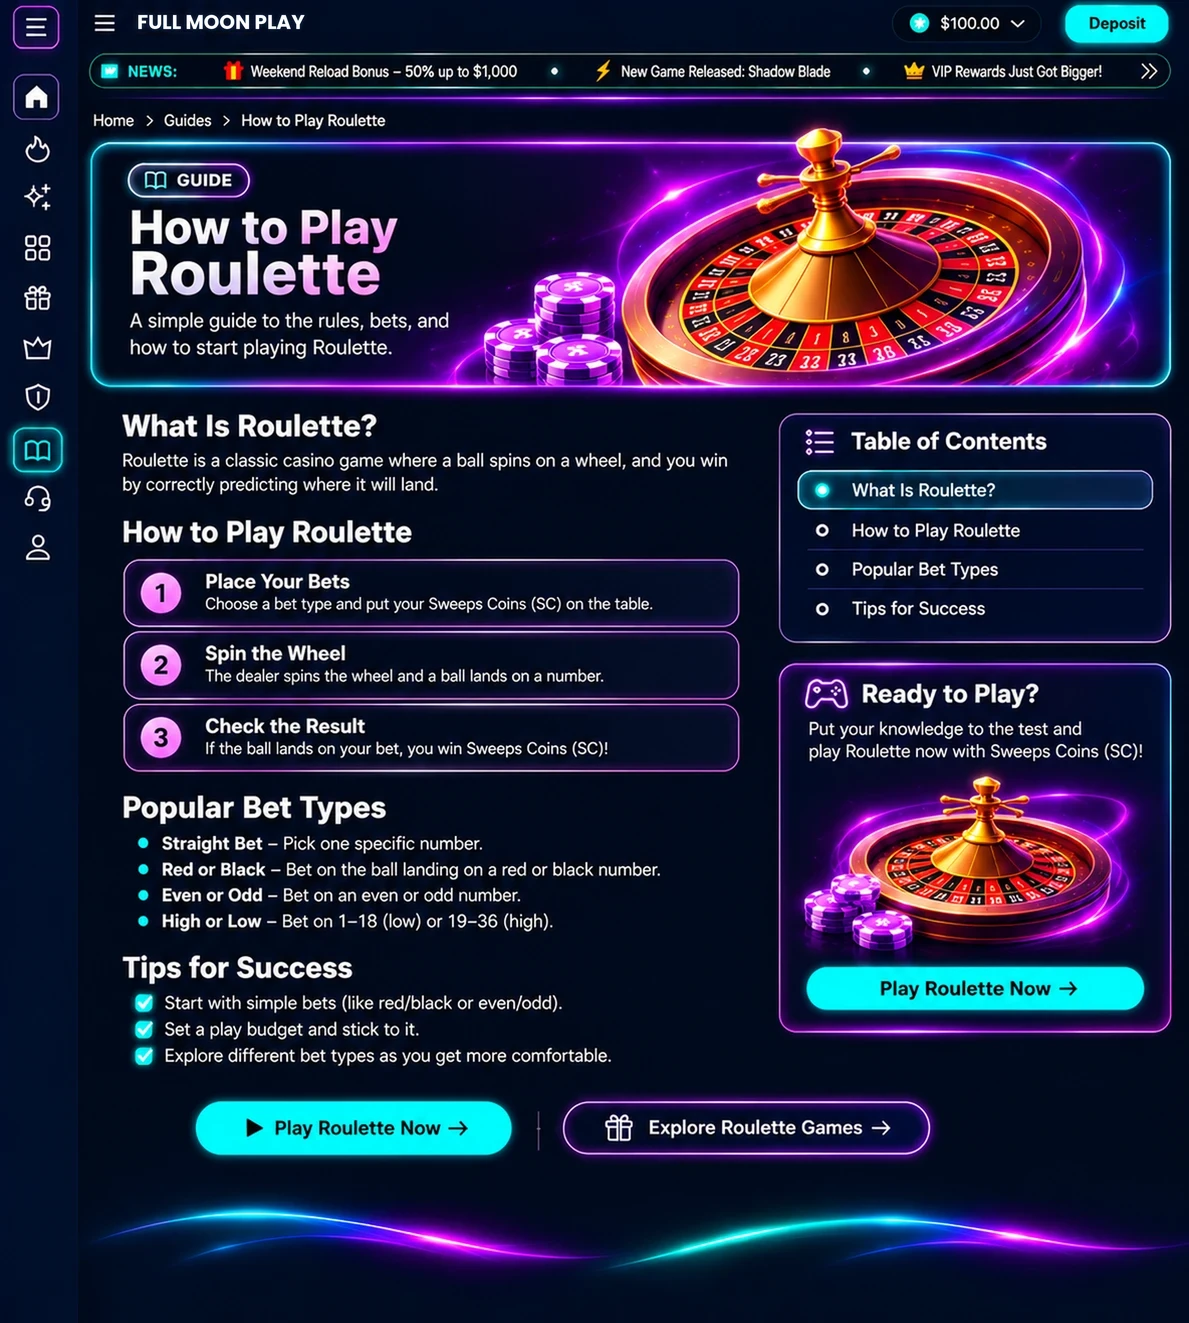 FULL MOON PLAY
$100.00
Deposit
NEWS:
Weekend Reload Bonus – 50% up to $1,000
New Game Released: Shadow Blade
VIP Rewards Just Got Bigger!
Home > Guides > How to Play Roulette
GUIDE
How to Play
Roulette
A simple guide to the rules, bets, and
how to start playing Roulette.
What Is Roulette?
Roulette is a classic casino game where a ball spins on a wheel, and you win
by correctly predicting where it will land.
How to Play Roulette
1
Place Your Bets
Choose a bet type and put your Sweeps Coins (SC) on the table.
2
Spin the Wheel
The dealer spins the wheel and a ball lands on a number.
3
Check the Result
If the ball lands on your bet, you win Sweeps Coins (SC)!
Popular Bet Types
Straight Bet – Pick one specific number.
Red or Black – Bet on the ball landing on a red or black number.
Even or Odd – Bet on an even or odd number.
High or Low – Bet on 1–18 (low) or 19–36 (high).
Tips for Success
Start with simple bets (like red/black or even/odd).
Set a play budget and stick to it.
Explore different bet types as you get more comfortable.
Table of Contents
What Is Roulette?
How to Play Roulette
Popular Bet Types
Tips for Success
Ready to Play?
Put your knowledge to the test and
play Roulette now with Sweeps Coins (SC)!
Play Roulette Now →
Play Roulette Now →
Explore Roulette Games →